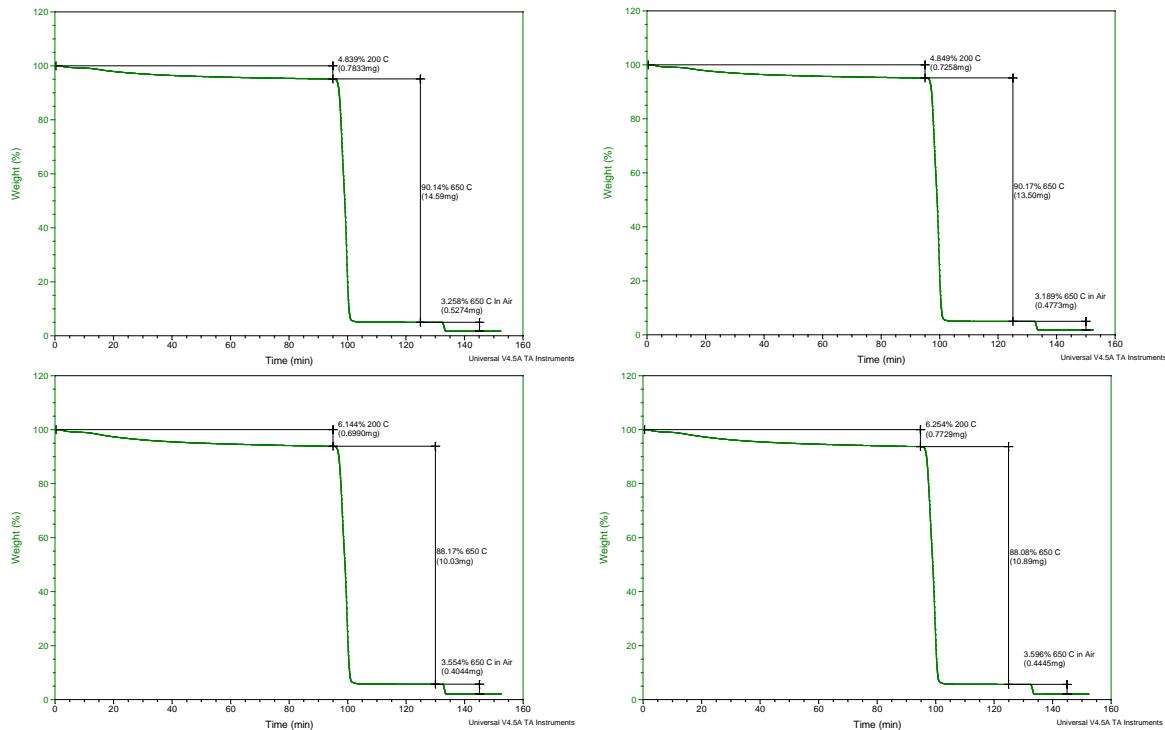 120
100
80
60
40
20
0
Weight (%)
4.839% 200 C
(0.7833mg)
90.14% 650 C
(14.59mg)
3.258% 650 C In Air
(0.5274mg)
0 20 40 60 80 100 120 140 160
Time (min)
Universal V4.5A TA Instruments
120
100
80
60
40
20
0
Weight (%)
4.849% 200 C
(0.7258mg)
90.17% 650 C
(13.50mg)
3.189% 650 C in Air
(0.4773mg)
0 20 40 60 80 100 120 140 160
Time (min)
Universal V4.5A TA Instruments
120
100
80
60
40
20
0
Weight (%)
6.144% 200 C
(0.6990mg)
88.17% 650 C
(10.03mg)
3.554% 650 C in Air
(0.4044mg)
0 20 40 60 80 100 120 140 160
Time (min)
Universal V4.5A TA Instruments
120
100
80
60
40
20
0
Weight (%)
6.254% 200 C
(0.7729mg)
88.08% 650 C
(10.89mg)
3.596% 650 C in Air
(0.4445mg)
0 20 40 60 80 100 120 140 160
Time (min)
Universal V4.5A TA Instruments